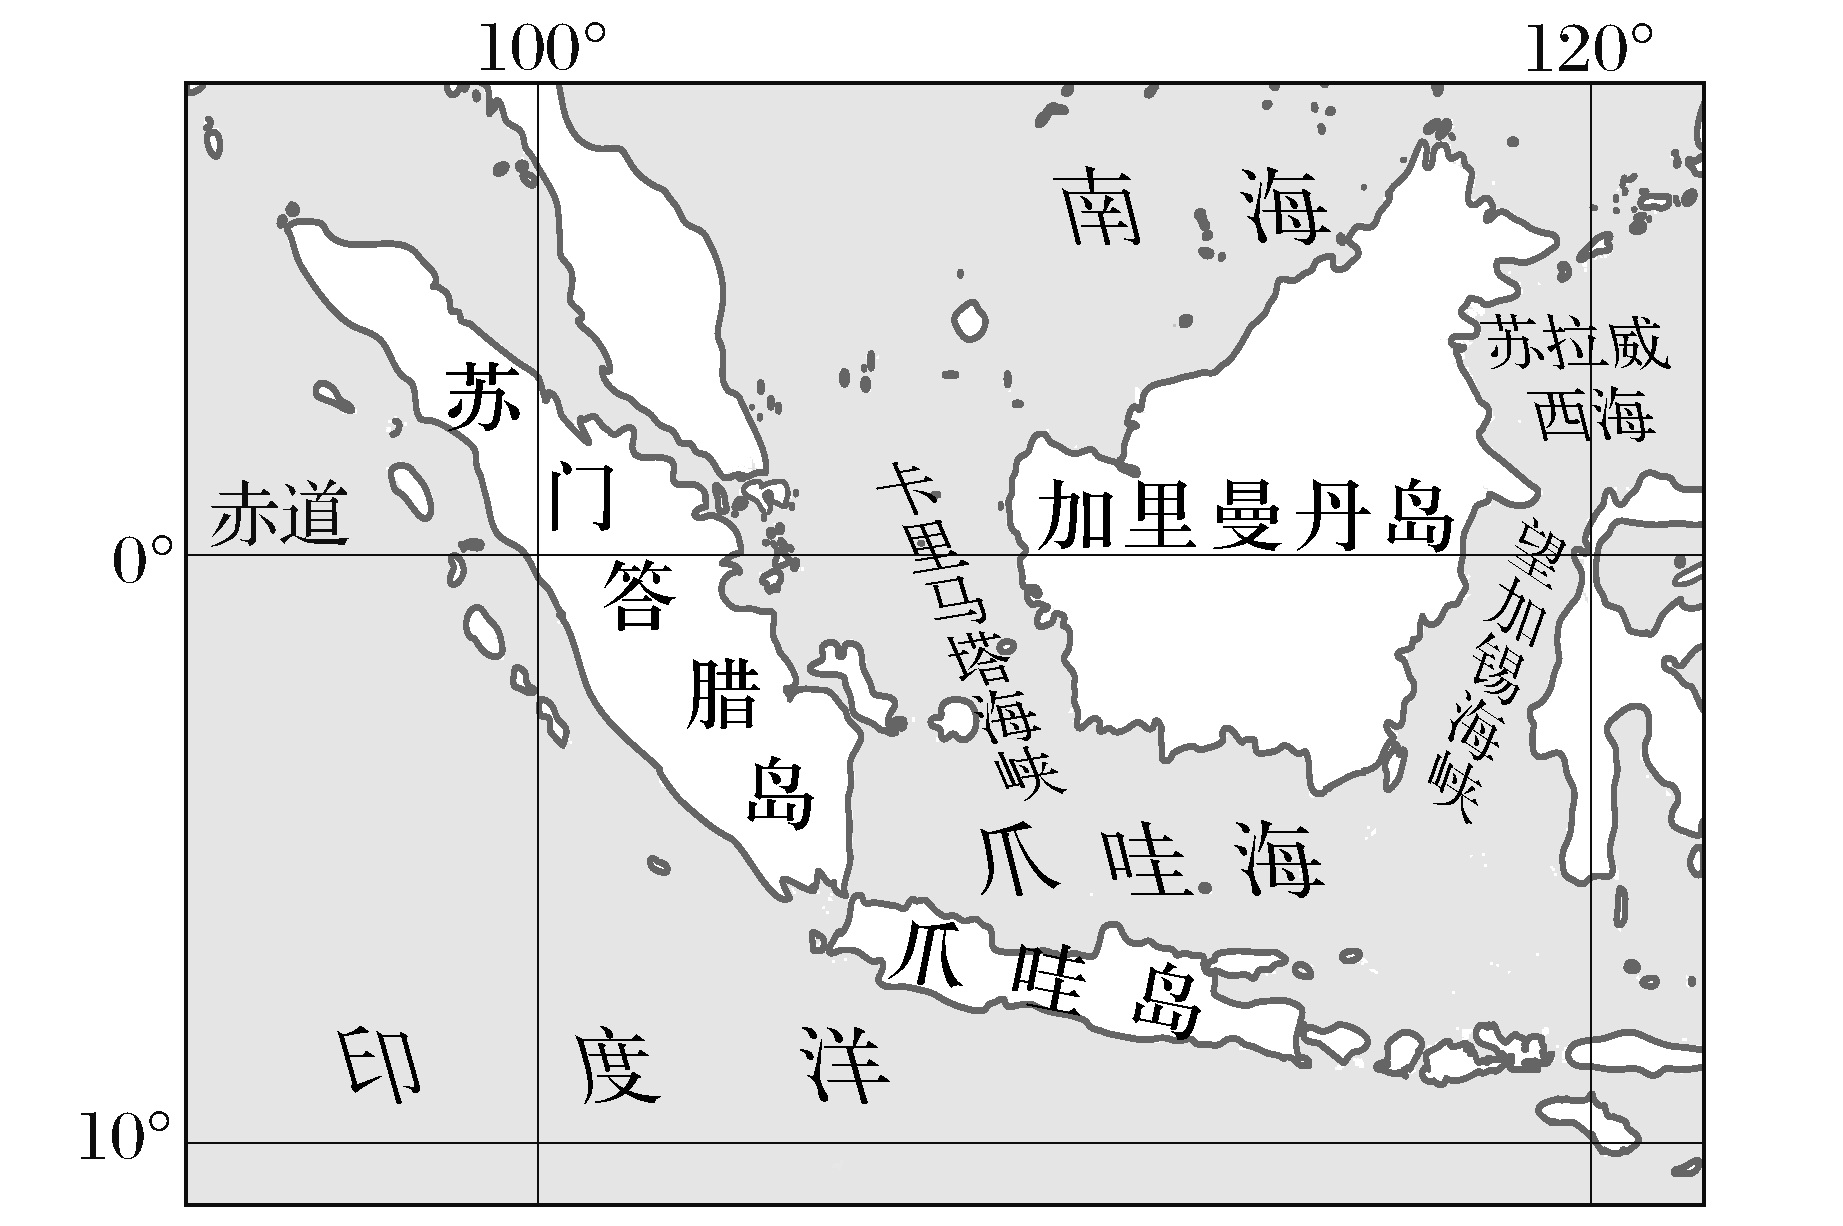 100°
120°
南海
苏拉威
西海
苏门答腊岛
赤道
0°
卡里马塔海峡
加里曼丹岛
望加锡海峡
爪哇海
爪哇岛
印度洋
10°